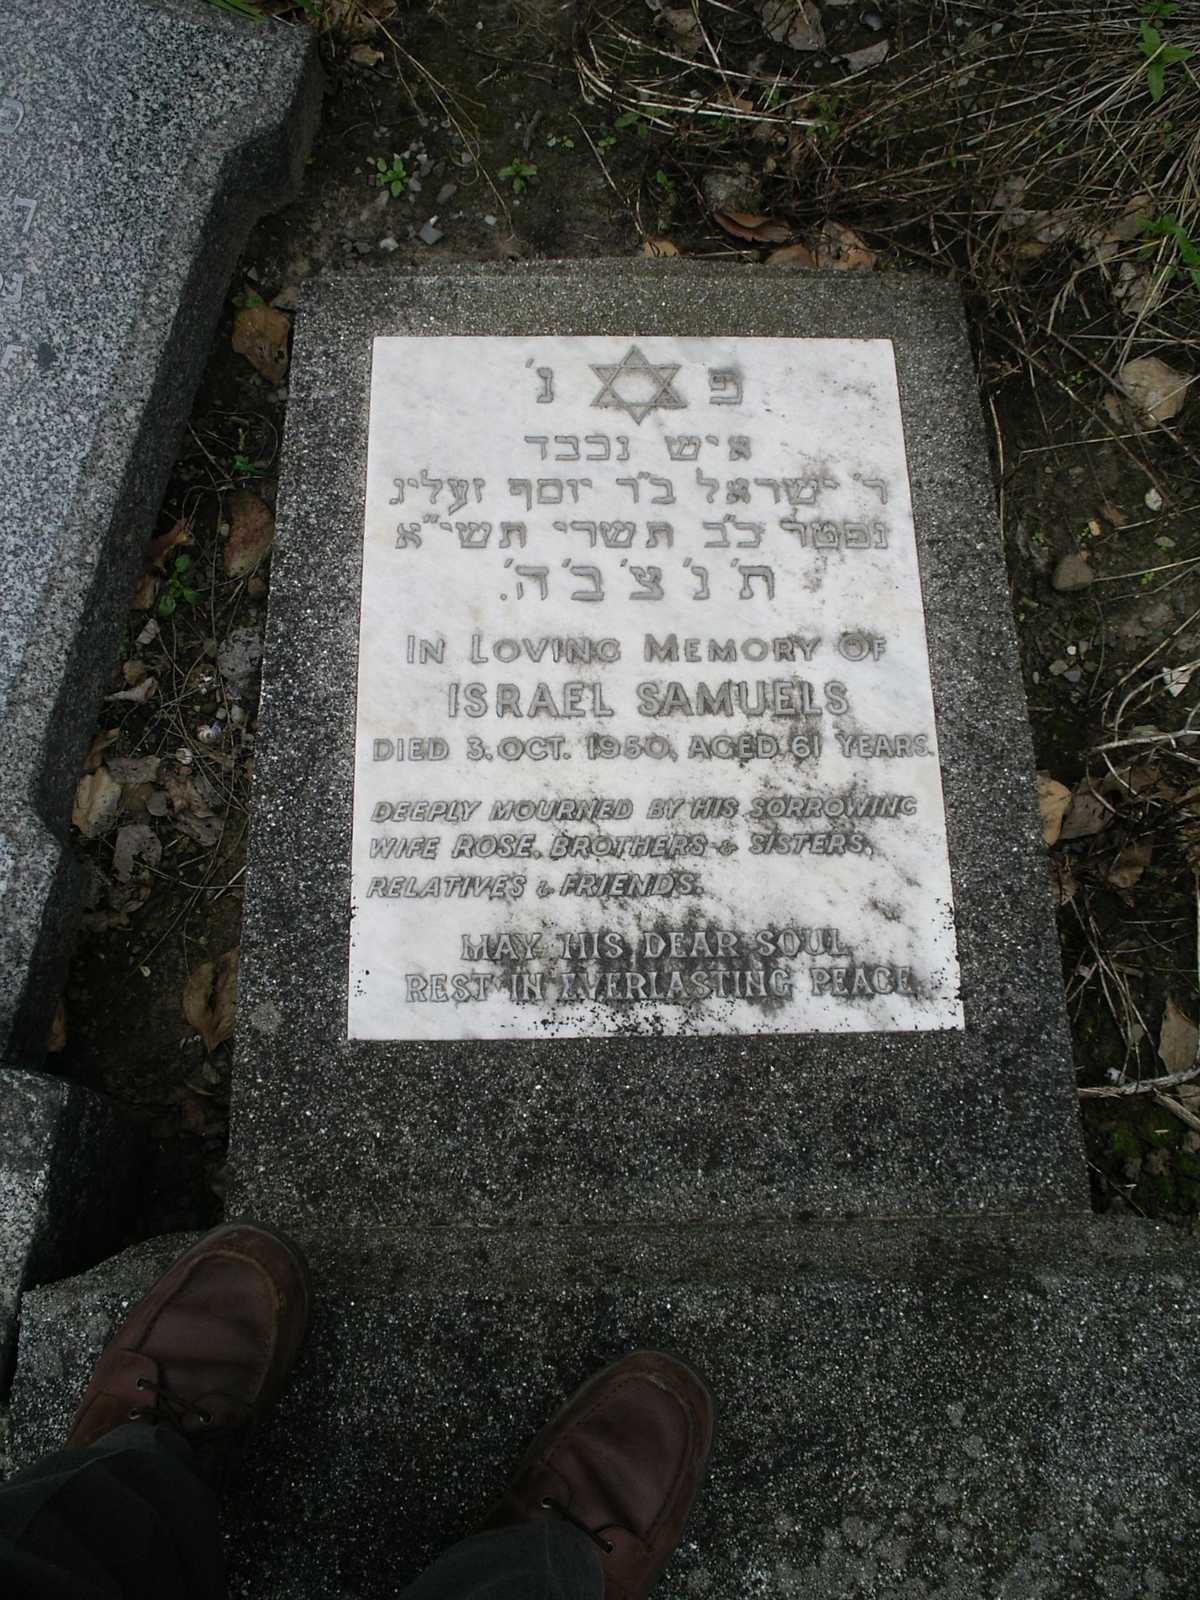 פ נ'
איש נכבד
ר' ישראל ב"ר יוסף זעליג
נפטר כ"ב תשרי תשי"א
ת' נ' צ' ב' ה'.
IN LOVING MEMORY OF
ISRAEL SAMUELS
DIED 3. OCT. 1950, AGED 61 YEARS.
DEEPLY MOURNED BY HIS SORROWING
WIFE ROSE, BROTHERS & SISTERS,
RELATIVES & FRIENDS.
MAY HIS DEAR SOUL
REST IN EVERLASTING PEACE